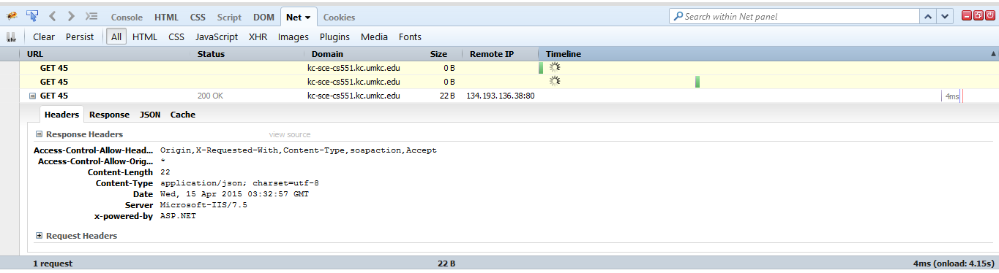 Console HTML CSS Script DOM Net Cookies Search within Net panel
xhr Clear Persist All HTML CSS JavaScript XHR Images Plugins Media Fonts
URL Status Domain Size Remote IP Timeline
GET 45 kc-sce-cs551.kc.umkc.edu 0 B
GET 45 kc-sce-cs551.kc.umkc.edu 0 B
GET 45 200 OK kc-sce-cs551.kc.umkc.edu 22 B 134.193.136.38:80 4ms
Headers Response JSON Cache
Response Headers view source
Access-Control-Allow-Head... Origin,X-Requested-With,Content-Type,soapaction,Accept
Access-Control-Allow-Orig... *
Content-Length 22
Content-Type application/json; charset=utf-8
Date Wed, 15 Apr 2015 03:32:57 GMT
Server Microsoft-IIS/7.5
x-powered-by ASP.NET
Request Headers
1 request 22 B 4ms (onload: 4.15s)